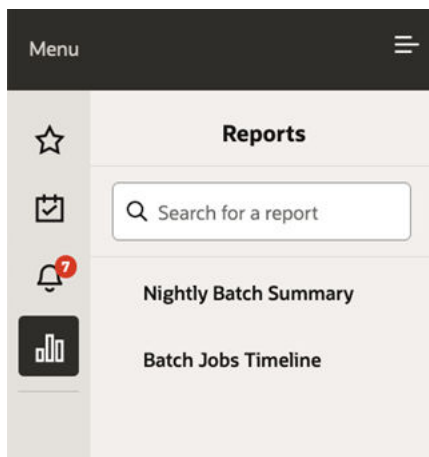 Menu
Reports
Search for a report
7
Nightly Batch Summary
Batch Jobs Timeline